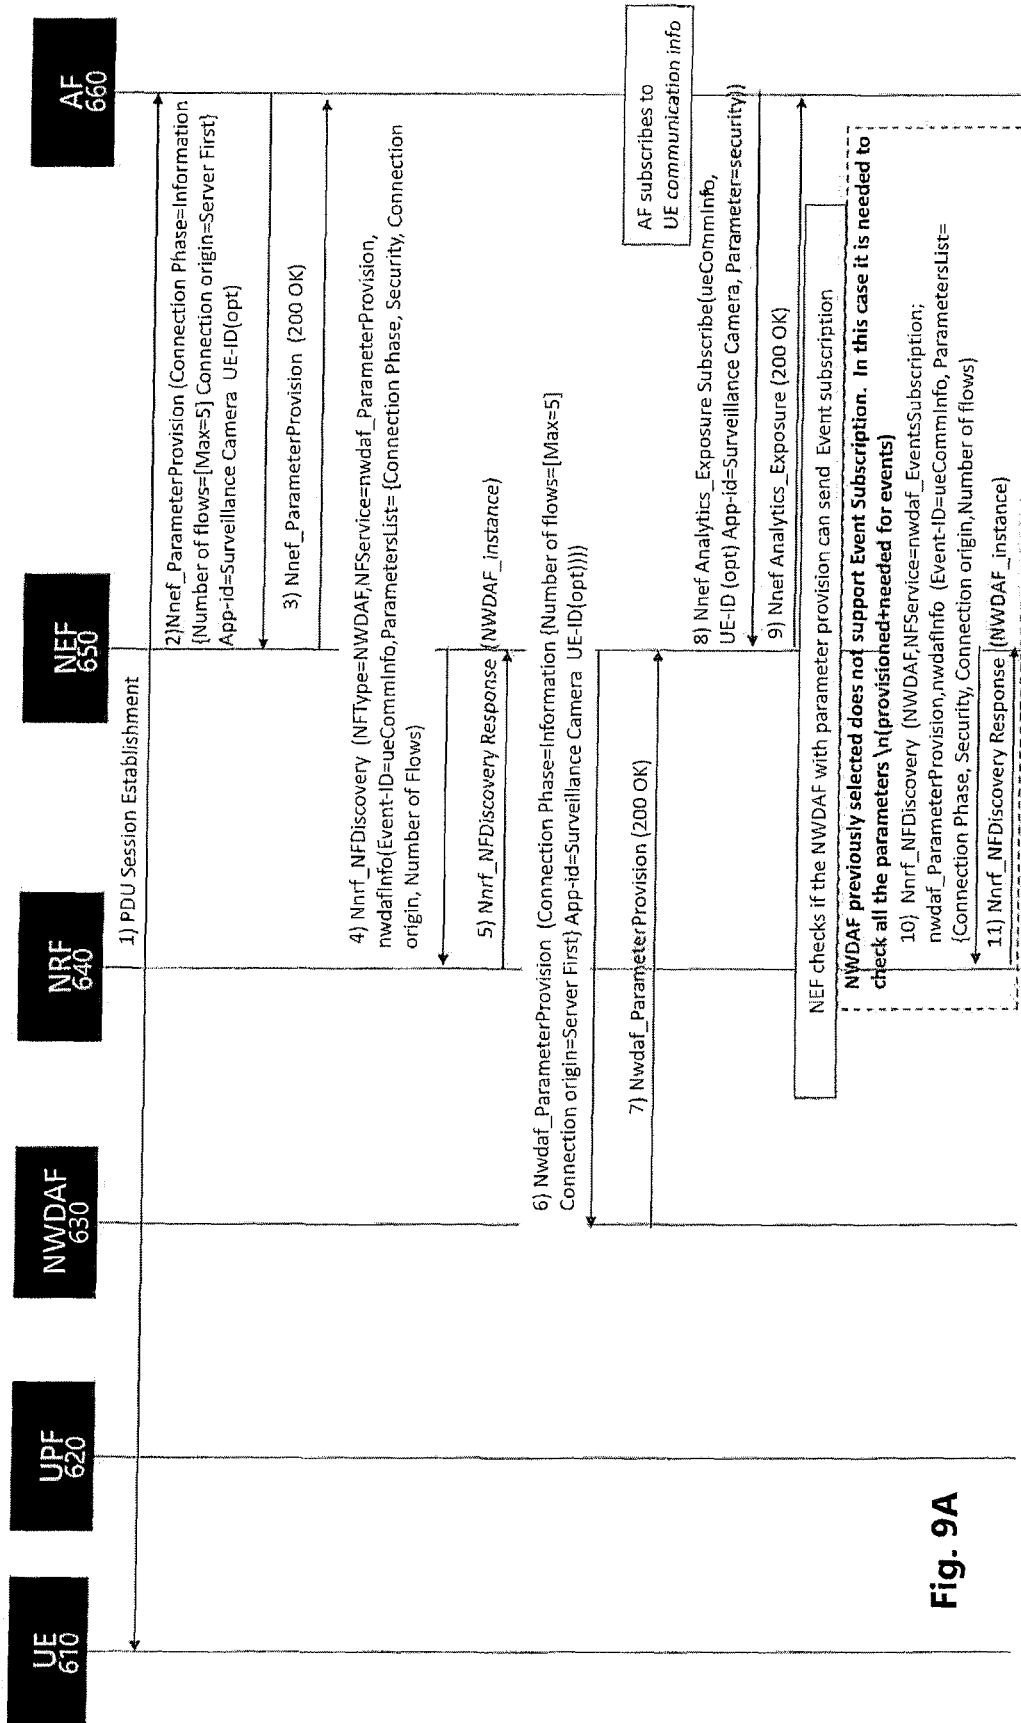 UE
610
UPF
620
NWDAF
630
NRF
640
NEF
650
AF
660
1) PDU Session Establishment
2)Nnef_ParameterProvision (Connection Phase=Information
{Number of flows=[Max=5] Connection origin=Server First}
App-id=Surveillance Camera UE-ID(opt)
3) Nnef_ParameterProvision (200 OK)
4) Nnrf_NFDiscovery (NFType=NWDAF,NFService=nwdaf_ParameterProvision,
nwdafInfo(Event-ID=ueCommInfo,ParametersList= {Connection Phase, Security, Connection
origin, Number of Flows)
5) Nnrf_NFDiscovery Response (NWDAF_instance)
6) Nwdaf_ParameterProvision (Connection Phase=Information {Number of flows=[Max=5]
Connection origin=Server First} App-id=Surveillance Camera UE-ID(opt))))
7) Nwdaf_ParameterProvision (200 OK)
AF subscribes to
UE communication info
8) Nnef Analytics_Exposure Subscribe(ueCommInfo,
UE-ID (opt) App-id=Surveillance Camera, Parameter=security))
9) Nnef Analytics_Exposure (200 OK)
NEF checks if the NWDAF with parameter provision can send Event subscription
NWDAF previously selected does not support Event Subscription. In this case it is needed to
check all the parameters \n(provisioned+needed for events)
10) Nnrf_NFDiscovery (NWDAF,NFService=nwdaf_EventsSubscription;
nwdaf_ParameterProvision,nwdafInfo (Event-ID=ueCommInfo, ParametersList=
{Connection Phase, Security, Connection origin,Number of flows)
11) Nnrf_NFDiscovery Response (NWDAF_instance)
Fig. 9A